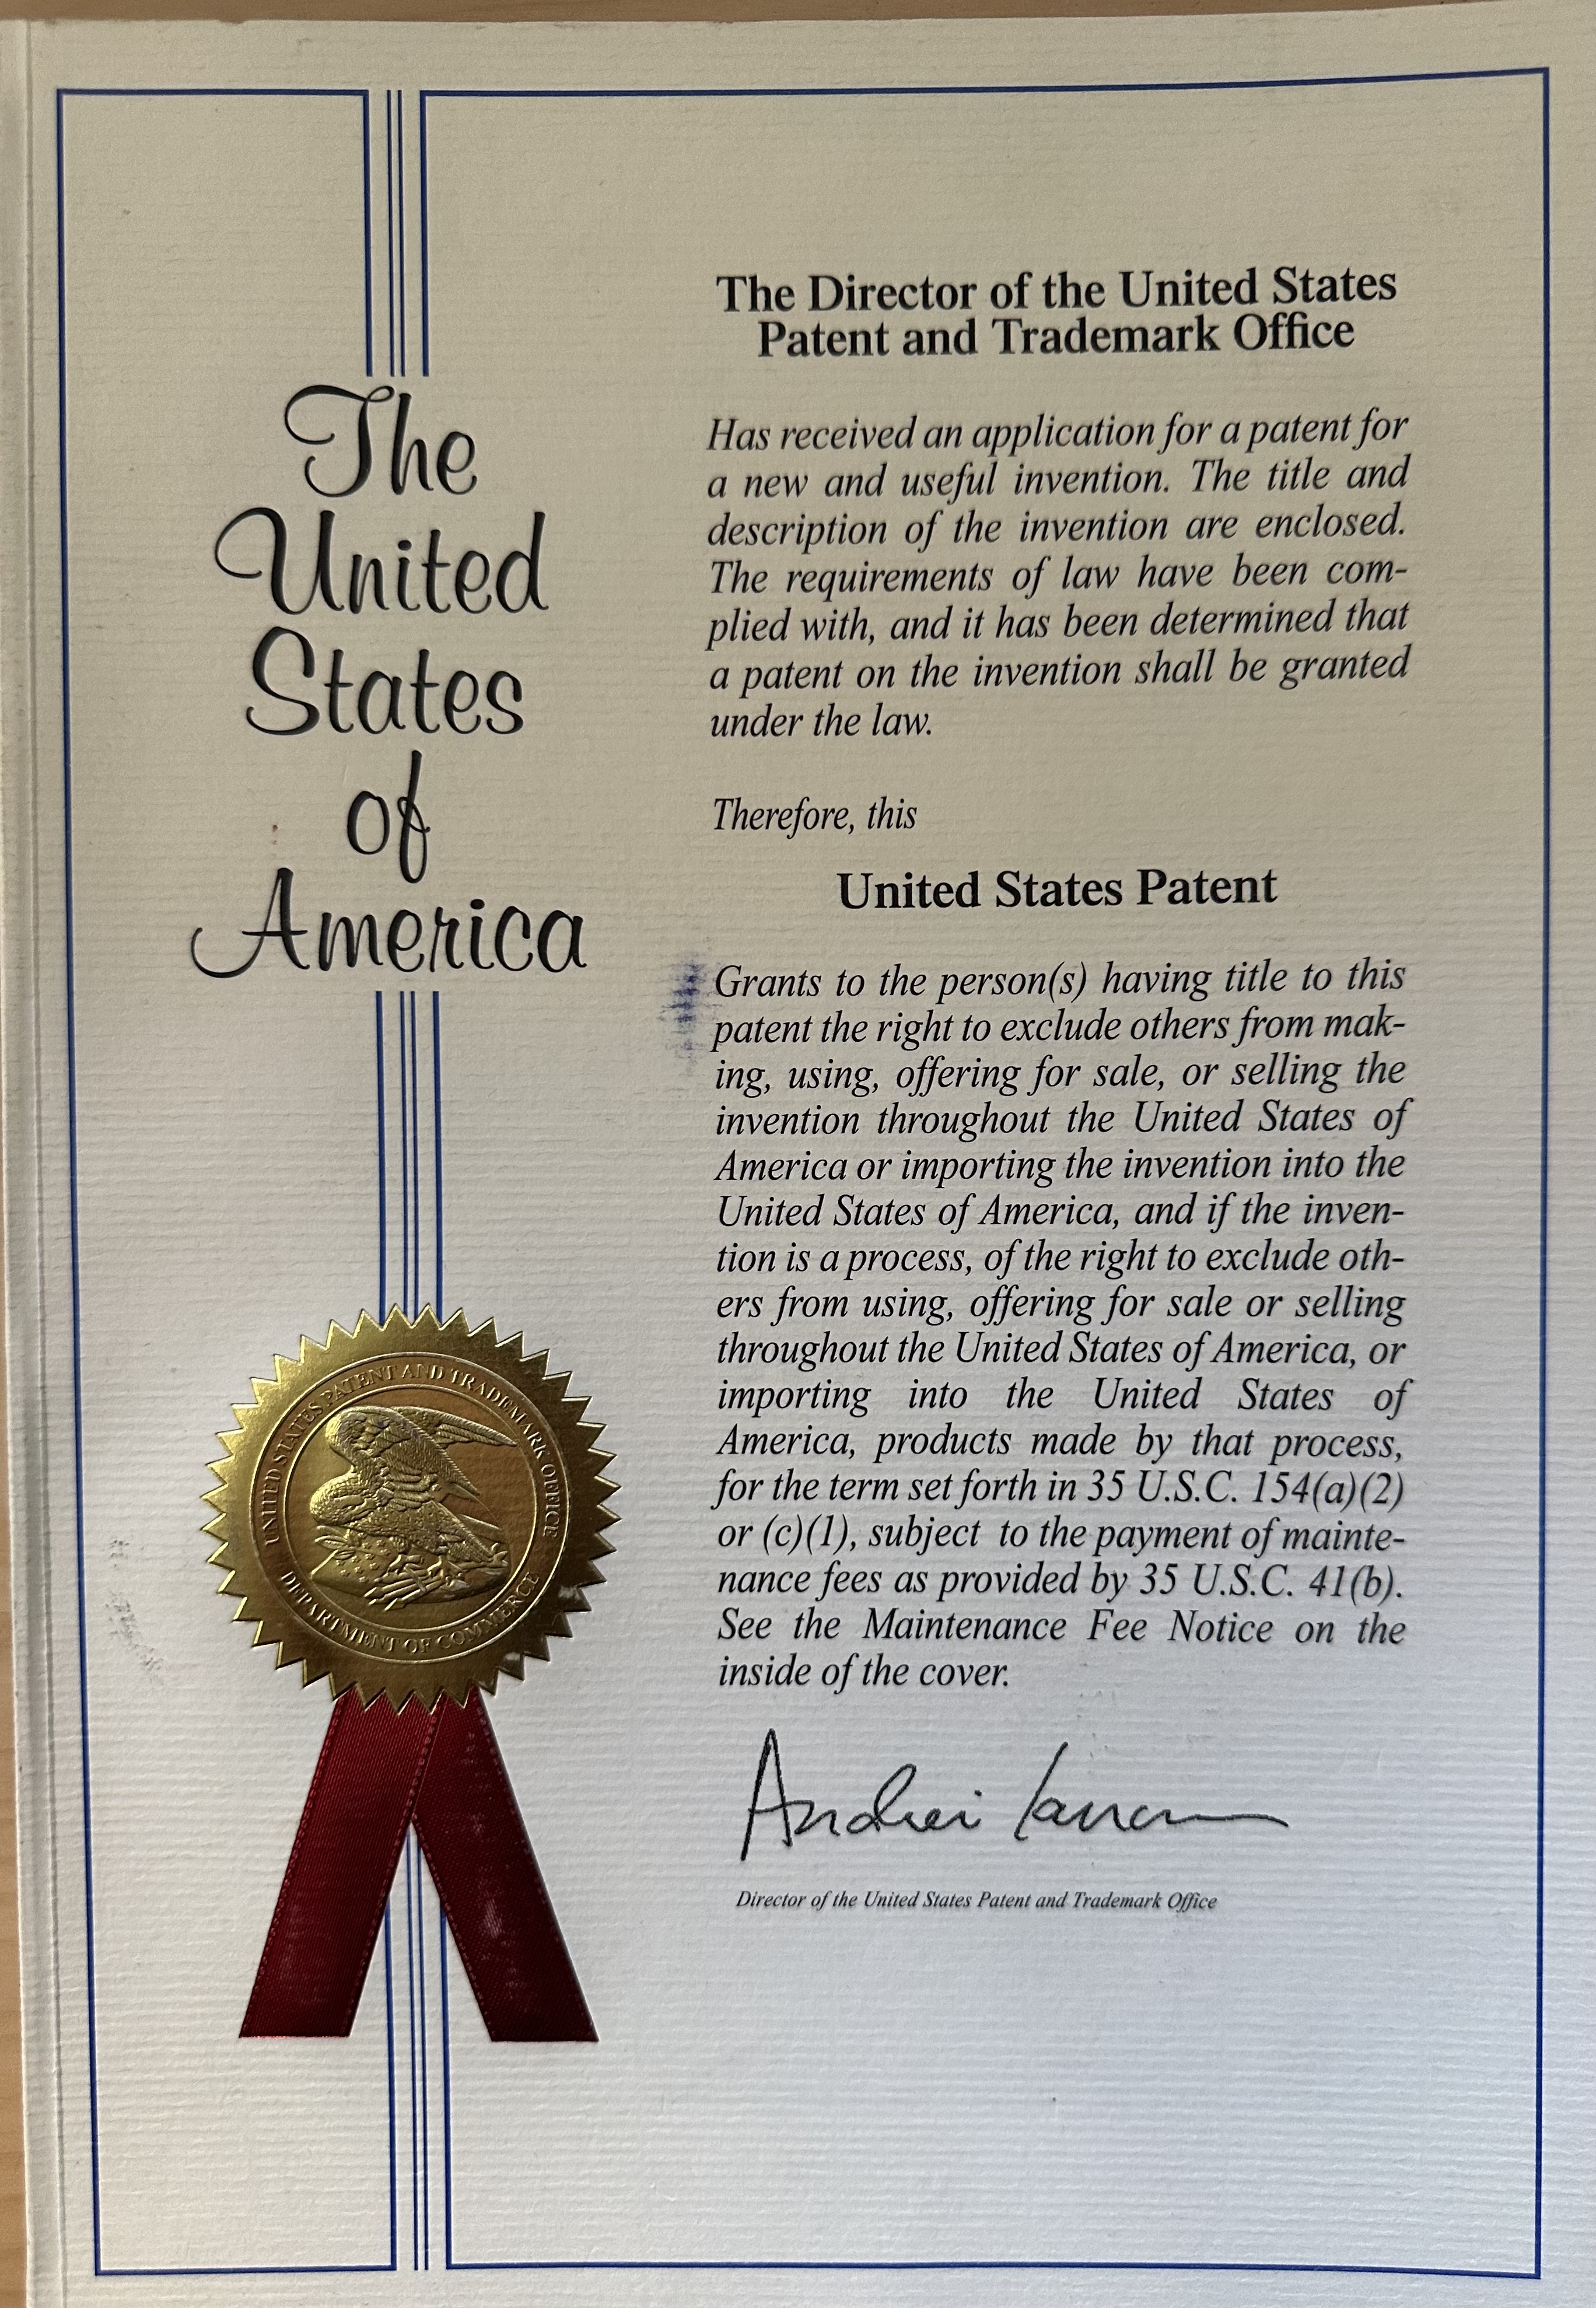 The
United
States
of
America
UNITED STATES PATENT AND TRADEMARK OFFICE
DEPARTMENT OF COMMERCE
The Director of the United States
Patent and Trademark Office
Has received an application for a patent for
a new and useful invention. The title and
description of the invention are enclosed.
The requirements of law have been com-
plied with, and it has been determined that
a patent on the invention shall be granted
under the law.
Therefore, this
United States Patent
Grants to the person(s) having title to this
patent the right to exclude others from mak-
ing, using, offering for sale, or selling the
invention throughout the United States of
America or importing the invention into the
United States of America, and if the inven-
tion is a process, of the right to exclude oth-
ers from using, offering for sale or selling
throughout the United States of America, or
importing into the United States of
America, products made by that process,
for the term set forth in 35 U.S.C. 154(a)(2)
or (c)(1), subject to the payment of mainte-
nance fees as provided by 35 U.S.C. 41(b).
See the Maintenance Fee Notice on the
inside of the cover.
Andrei Iancu
Director of the United States Patent and Trademark Office